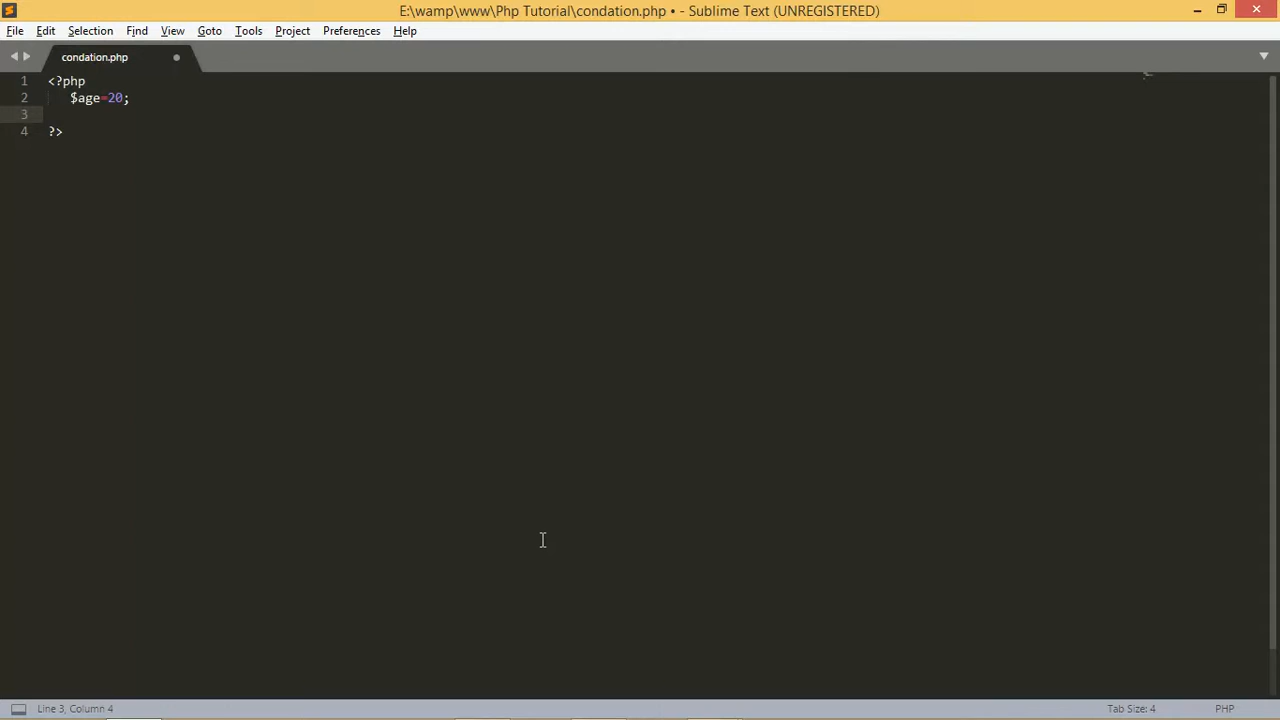 E:\wamp\www\Php Tutorial\condation.php • - Sublime Text (UNREGISTERED)
File Edit Selection Find View Goto Tools Project Preferences Help
condation.php
1 <?php
2 $age=20;
3
4 ?>
Line 3, Column 4 Tab Size: 4 PHP